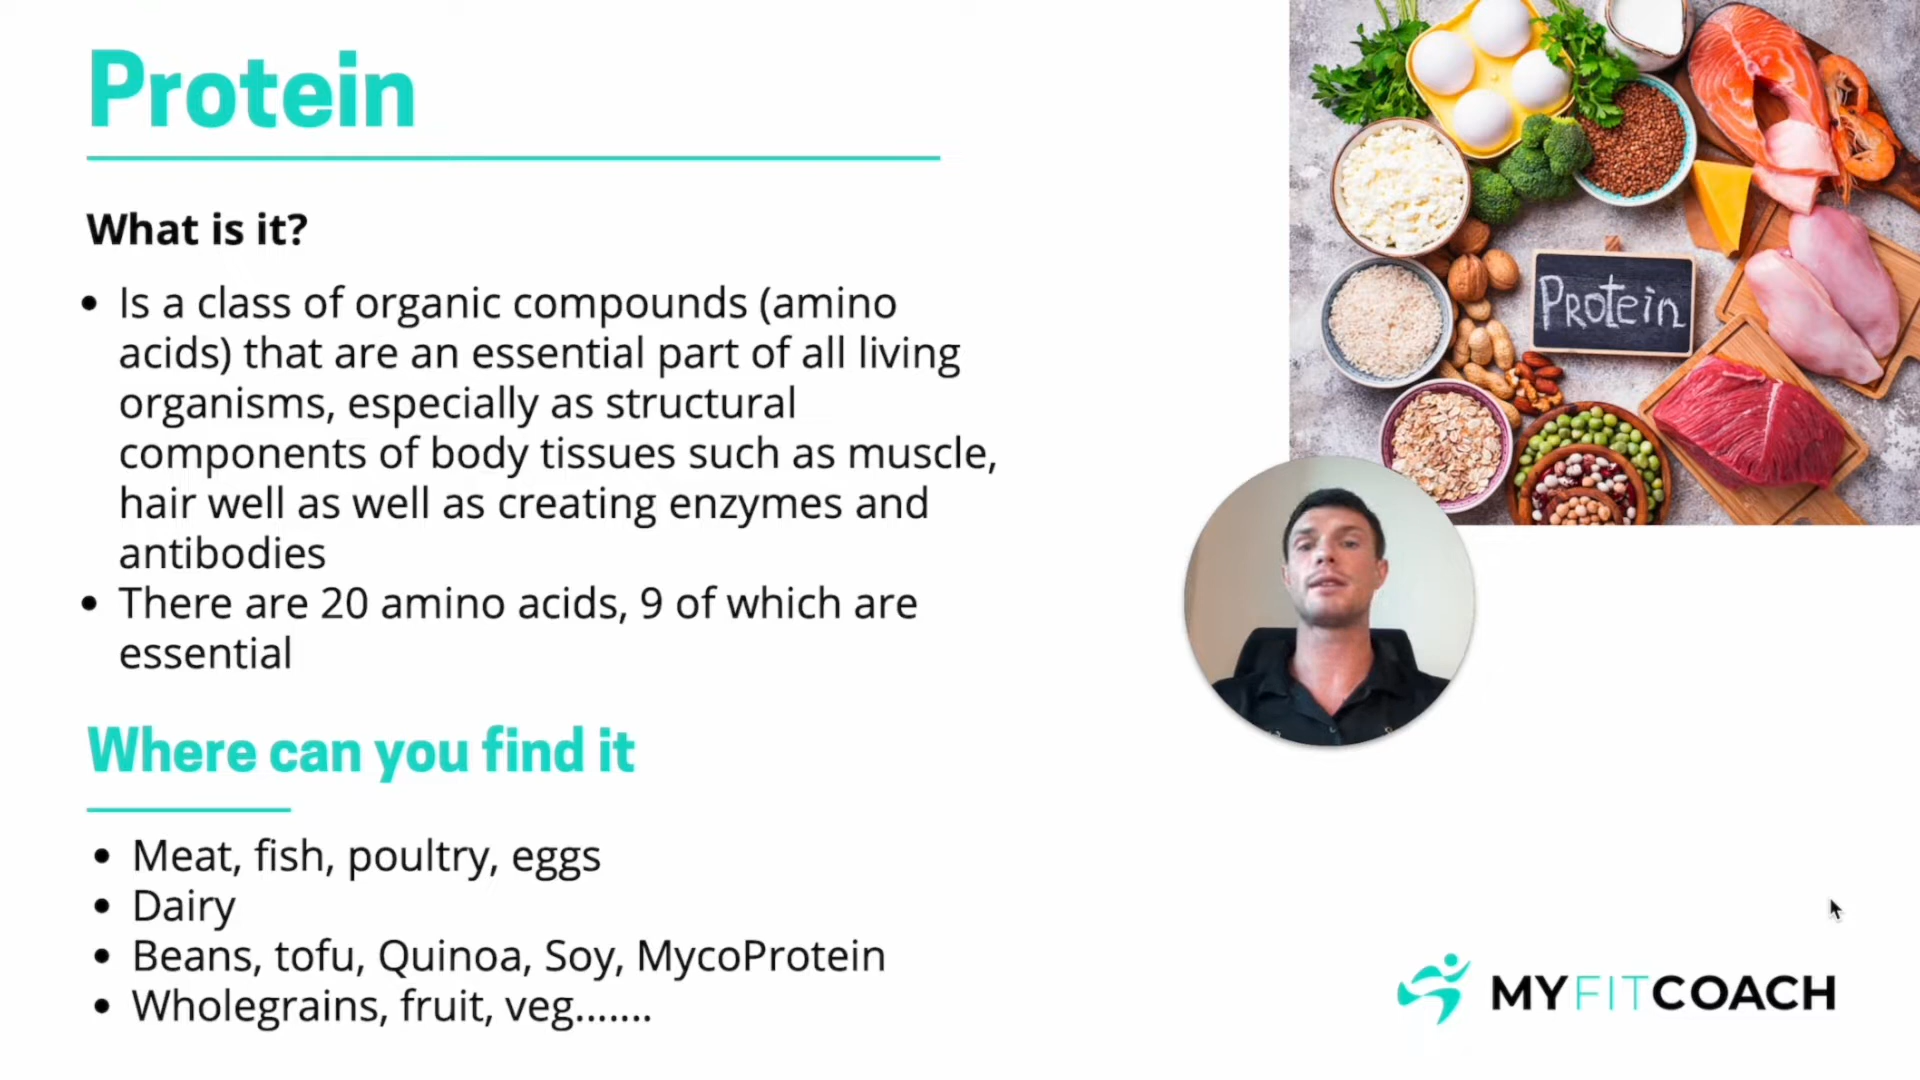 Protein
What is it?
• Is a class of organic compounds (amino
acids) that are an essential part of all living
organisms, especially as structural
components of body tissues such as muscle,
hair well as well as creating enzymes and
antibodies
• There are 20 amino acids, 9 of which are
essential
Where can you find it
• Meat, fish, poultry, eggs
• Dairy
• Beans, tofu, Quinoa, Soy, MycoProtein
• Wholegrains, fruit, veg.......
PROtein
MYFITCOACH